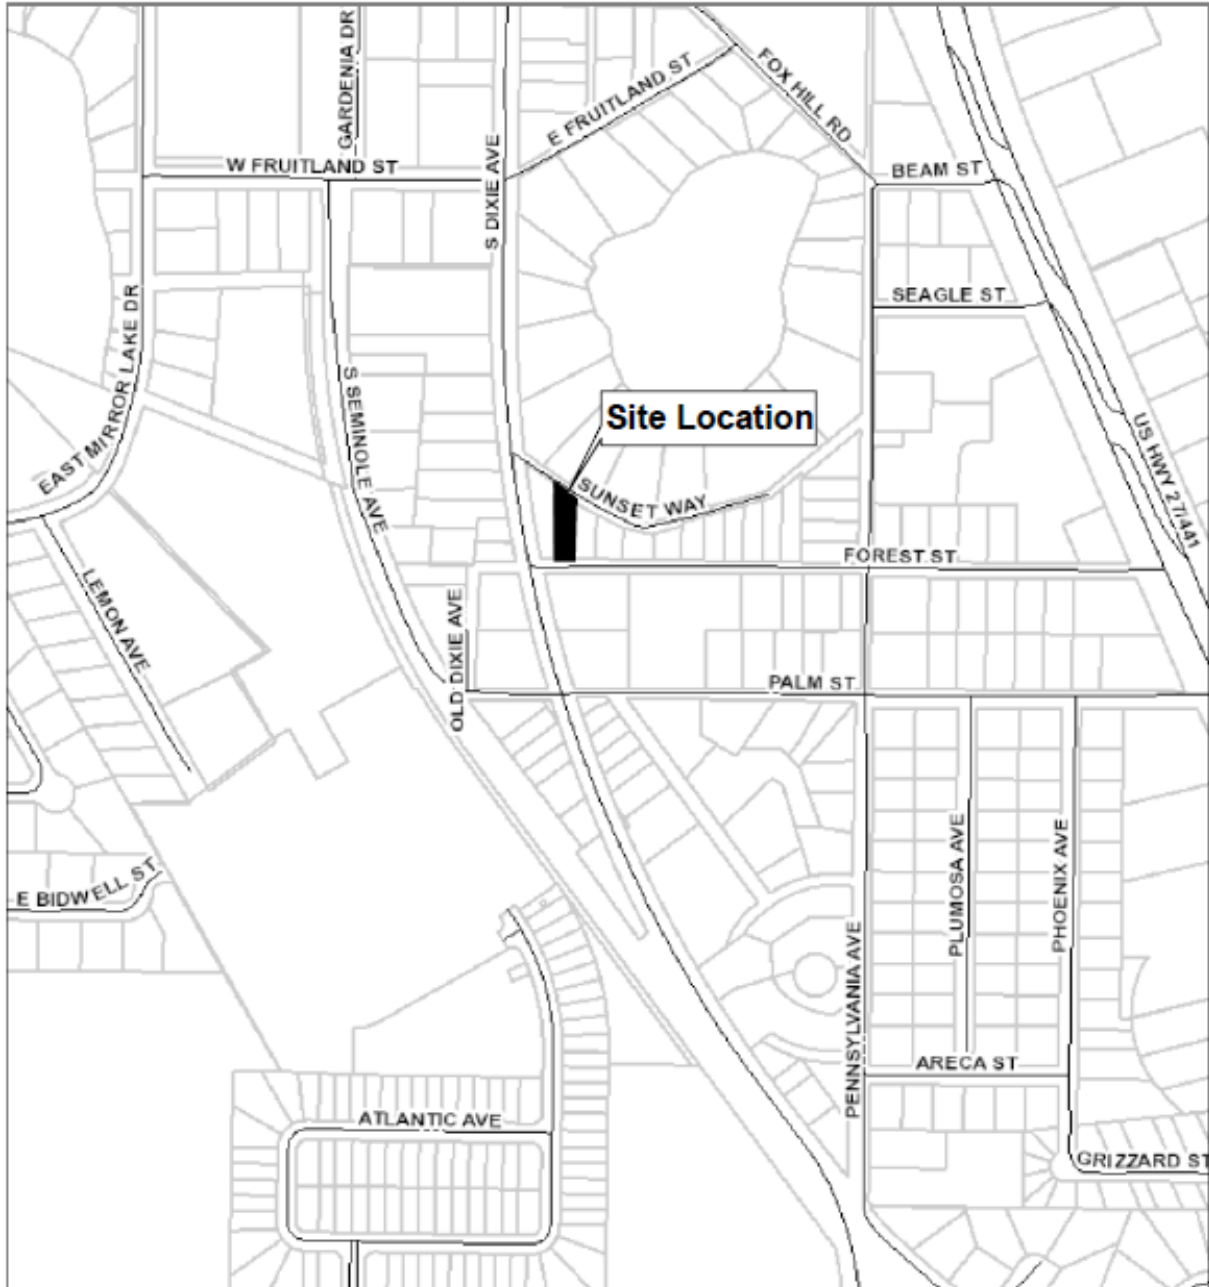 GARDENIA DR
E FRUITLAND ST
FOX HILL RD
W FRUITLAND ST
S DIXIE AVE
BEAM ST
SEAGLE ST
EAST MIRROR LAKE DR
S SEMINOLE AVE
Site Location
US HWY 27/441
SUNSET WAY
FOREST ST
LEMON AVE
OLD DIXIE AVE
PALM ST
PLUMOSA AVE
PHOENIX AVE
E BIDWELL ST
PENNSYLVANIA AVE
ARECA ST
ATLANTIC AVE
GRIZZARD ST